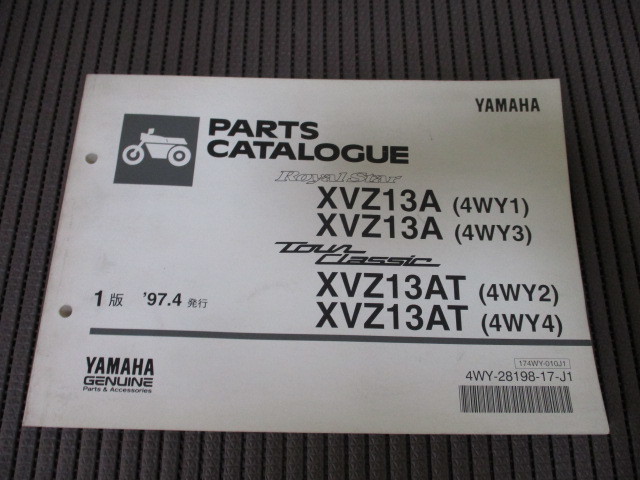 YAMAHA
PARTS
CATALOGUE
Royal Star
XVZ13A (4WY1)
XVZ13A (4WY3)
Tour
Classic
XVZ13AT (4WY2)
XVZ13AT (4WY4)
1版 '97.4 発行
YAMAHA
GENUINE
Parts & Accessories
174WY-010J1
4WY-28198-17-J1